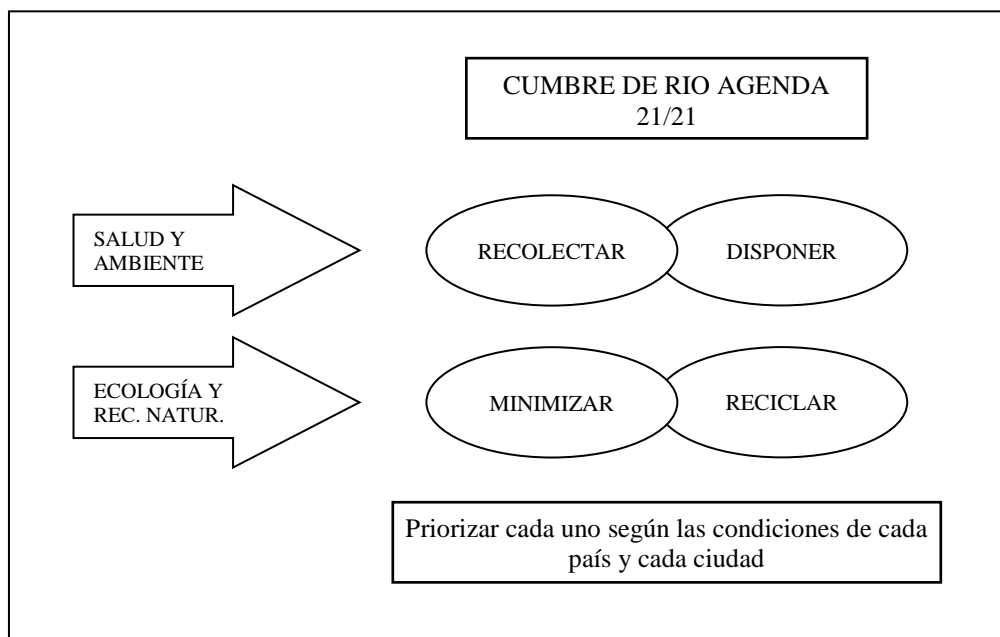 CUMBRE DE RIO AGENDA
21/21
SALUD Y
AMBIENTE
RECOLECTAR
DISPONER
ECOLOGÍA Y
REC. NATUR.
MINIMIZAR
RECICLAR
Priorizar cada uno según las condiciones de cada
país y cada ciudad